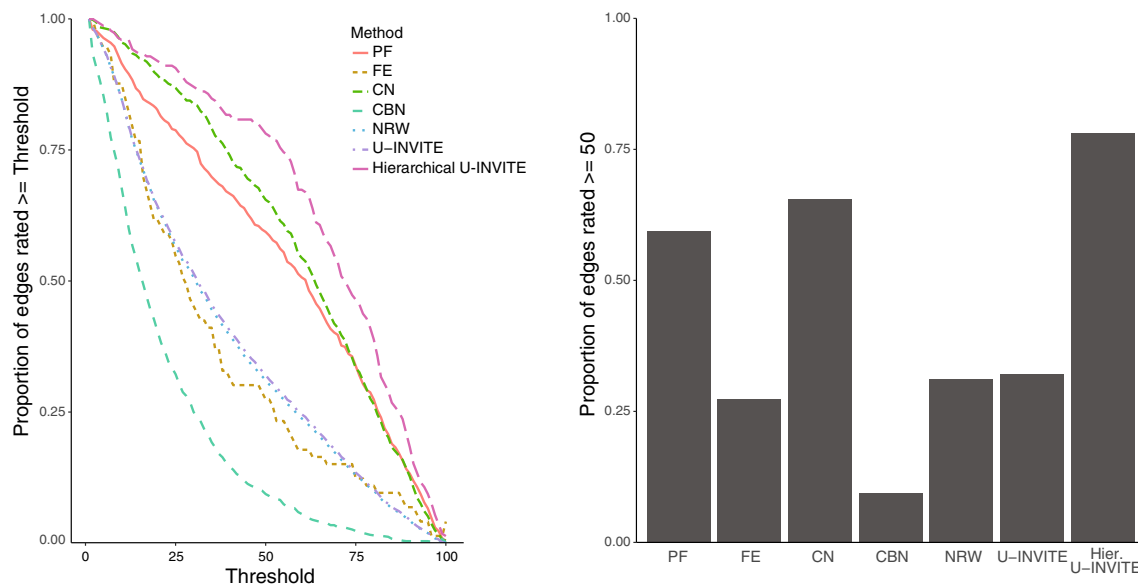 Proportion of edges rated >= Threshold
1.00
0.75
0.50
0.25
0.00
0
25
50
75
100
Threshold
Method
PF
FE
CN
CBN
NRW
U−INVITE
Hierarchical U-INVITE
Proportion of edges rated >= 50
1.00
0.75
0.50
0.25
0.00
PF
FE
CN
CBN
NRW
U−INVITE
Hier.
U−INVITE